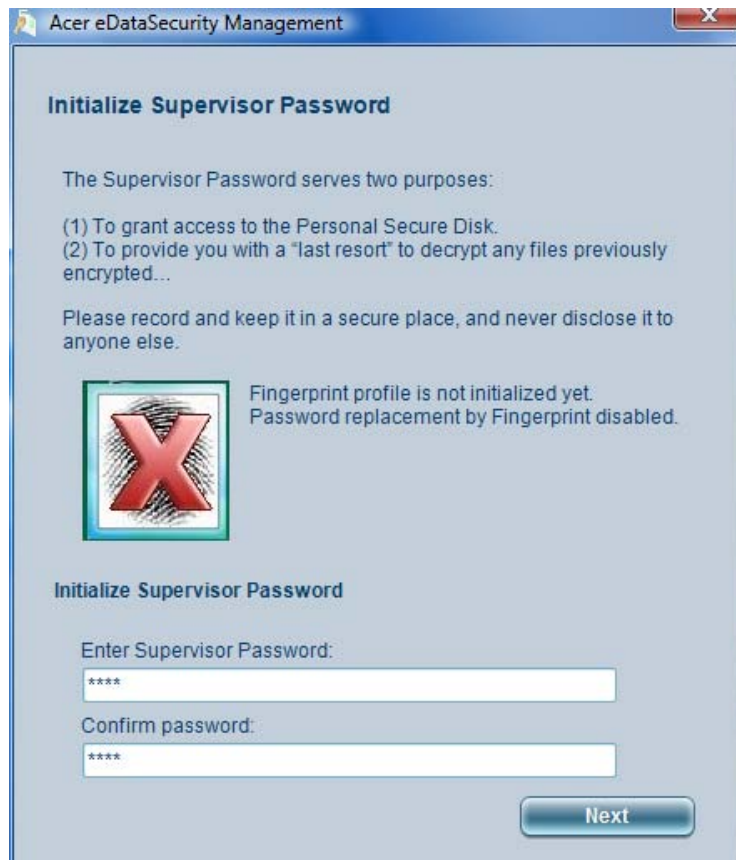 Acer eDataSecurity Management
Initialize Supervisor Password
The Supervisor Password serves two purposes:
(1) To grant access to the Personal Secure Disk.
(2) To provide you with a “last resort” to decrypt any files previously
encrypted…
Please record and keep it in a secure place, and never disclose it to
anyone else.
Fingerprint profile is not initialized yet.
Password replacement by Fingerprint disabled.
Initialize Supervisor Password
Enter Supervisor Password:
****
Confirm password:
****
Next